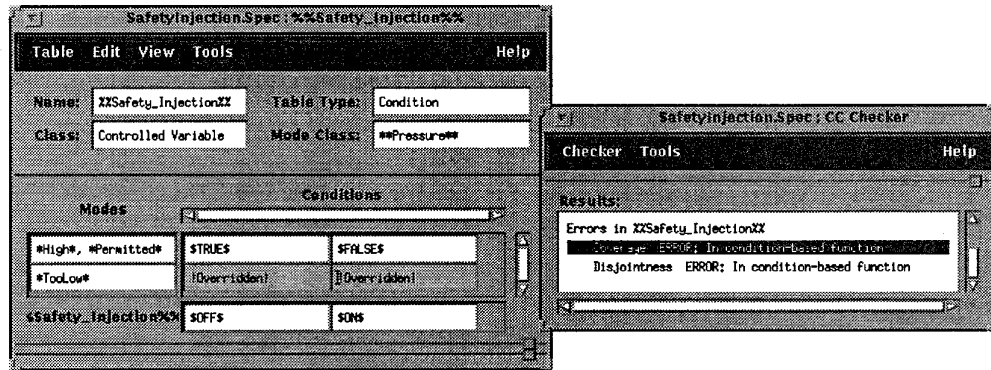 SafetyInjection.Spec : %%Safety_Injection%%
Table Edit View Tools Help
Name: %%Safety_Injection%% Table Type: Condition
Class: Controlled Variable Mode Class: **Pressure**
Modes
Conditions
*High*, *Permitted* $TRUE$ $FALSE$
*TooLow* !Overridden! !Overridden!
%Safety_Injection%% $OFF$ $ON$
SafetyInjection.Spec : CC Checker
Checker Tools Help
Results:
Errors in %%Safety_Injection%%
Coverage ERROR: In condition-based function
Disjointness ERROR: In condition-based function